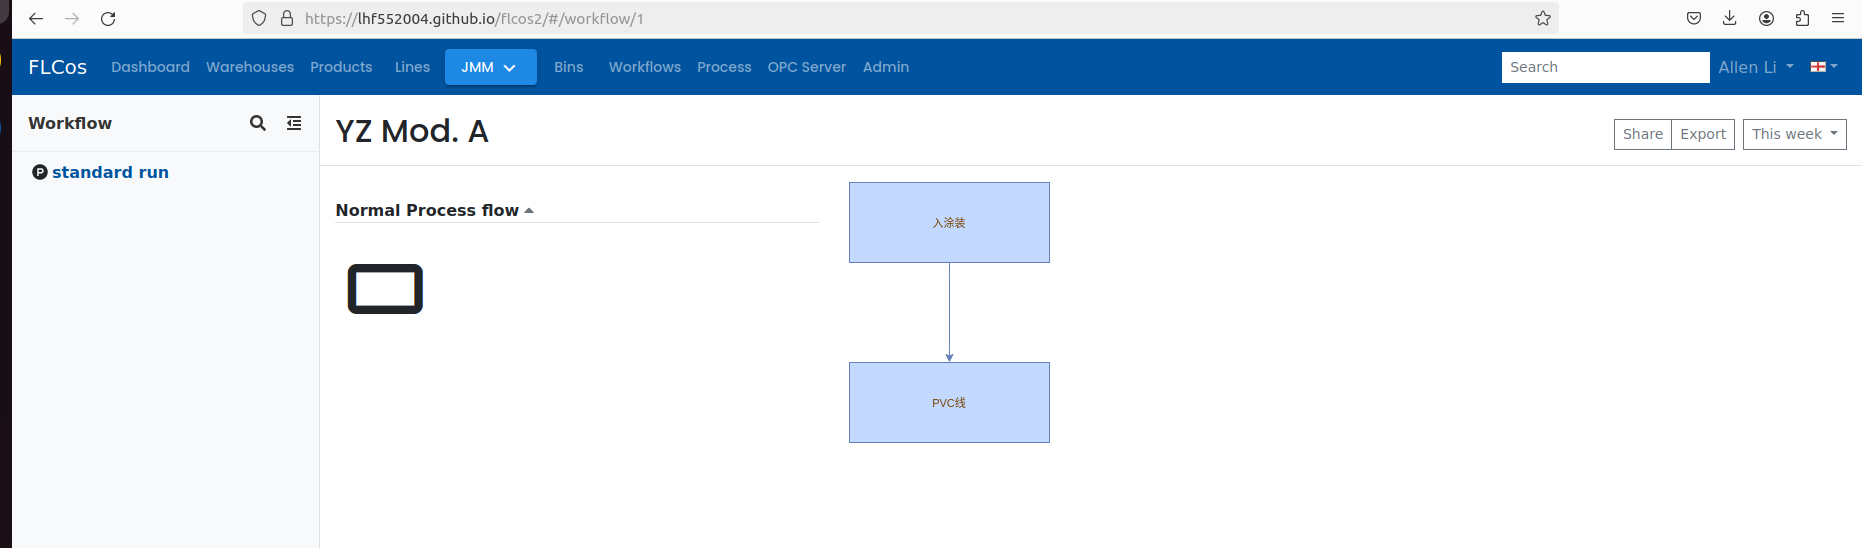 https://lhf552004.github.io/flcos2/#/workflow/1
FLCos Dashboard Warehouses Products Lines JMM Bins Workflows Process OPC Server Admin Search Allen Li
Workflow
YZ Mod. A
Share Export This week
P standard run
Normal Process flow
入涂装
PVC线